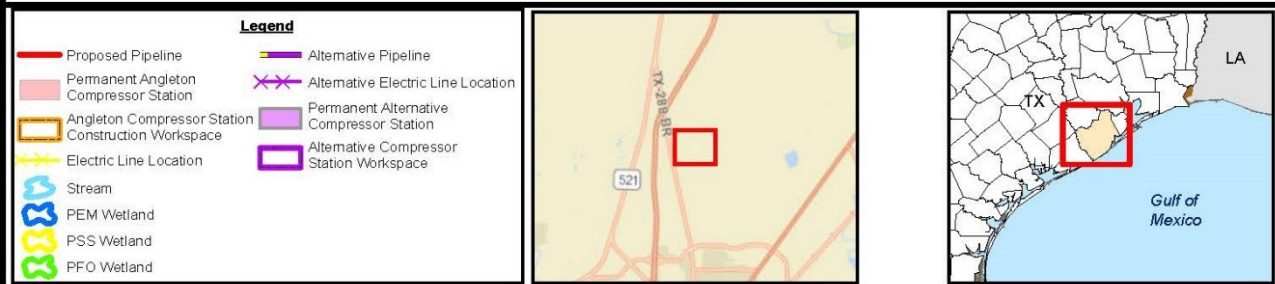 Legend
Proposed Pipeline
Permanent Angleton
Compressor Station
Angleton Compressor Station
Construction Workspace
Electric Line Location
Stream
PEM Wetland
PSS Wetland
PFO Wetland
Alternative Pipeline
Alternative Electric Line Location
Permanent Alternative
Compressor Station
Alternative Compressor
Station Workspace
TX-288 BR
521
LA
TX
Gulf of
Mexico